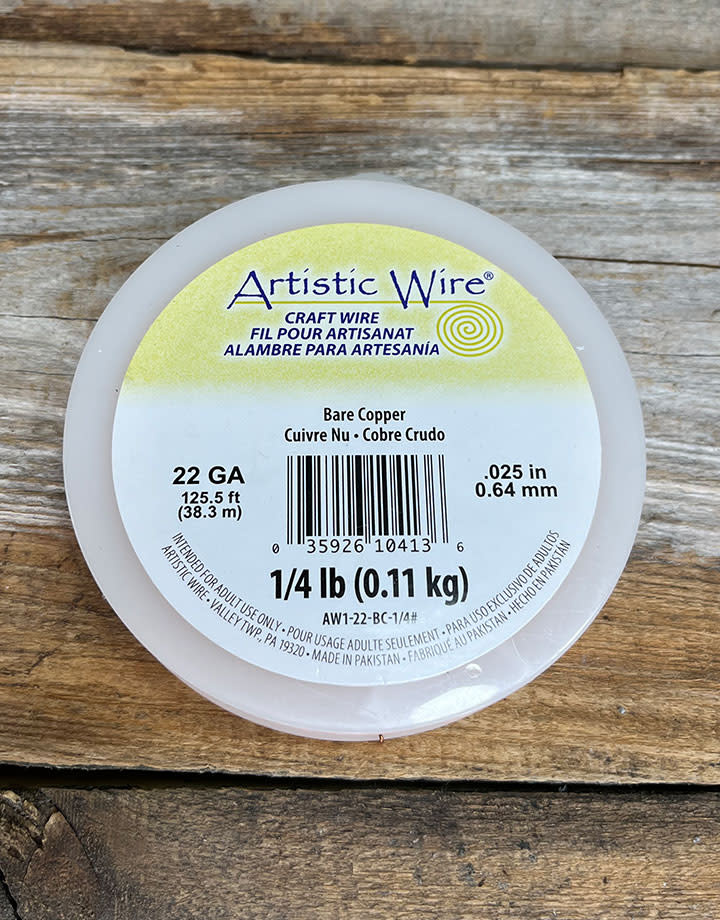 Artistic Wire®
CRAFT WIRE
FIL POUR ARTISANAT
ALAMBRE PARA ARTESANÍA
Bare Copper
Cuivre Nu • Cobre Crudo
22 GA
125.5 ft
(38.3 m)
.025 in
0.64 mm
0 35926 10413 6
1/4 lb (0.11 kg)
AW1-22-BC-1/4#
INTENDED FOR ADULT USE ONLY • POUR USAGE ADULTE SEULEMENT • PARA USO EXCLUSIVO DE ADULTOS
ARTISTIC WIRE • VALLEY TWP., PA 19320 • MADE IN PAKISTAN • FABRIQUÉ AU PAKISTAN • HECHO EN PAKISTAN